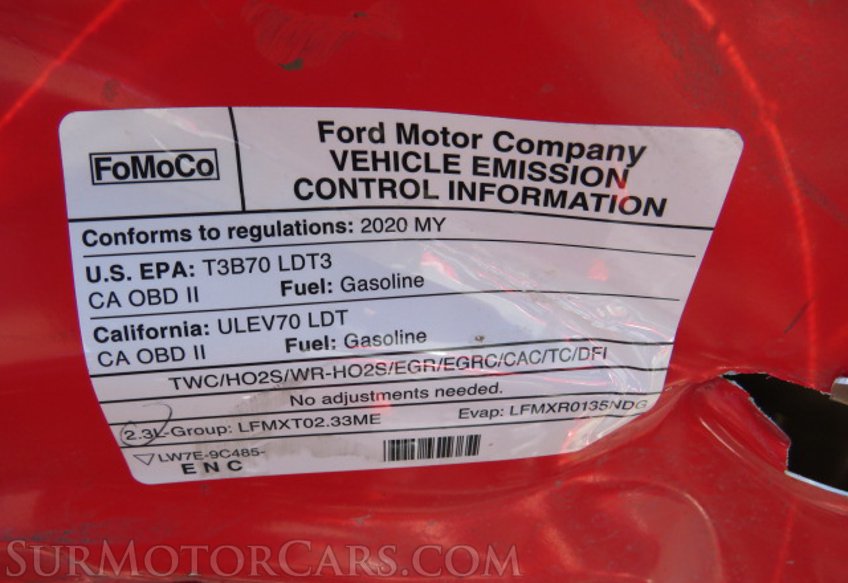 FoMoCo
Ford Motor Company
VEHICLE EMISSION
CONTROL INFORMATION
Conforms to regulations: 2020 MY
U.S. EPA: T3B70 LDT3
CA OBD II Fuel: Gasoline
California: ULEV70 LDT
CA OBD II Fuel: Gasoline
TWC/HO2S/WR-HO2S/EGR/EGRC/CAC/TC/DFI
No adjustments needed.
2.3L-Group: LFMXT02.33ME Evap: LFMXR0135NDG
LW7E-9C485-
ENC
SURMOTORCARS.COM